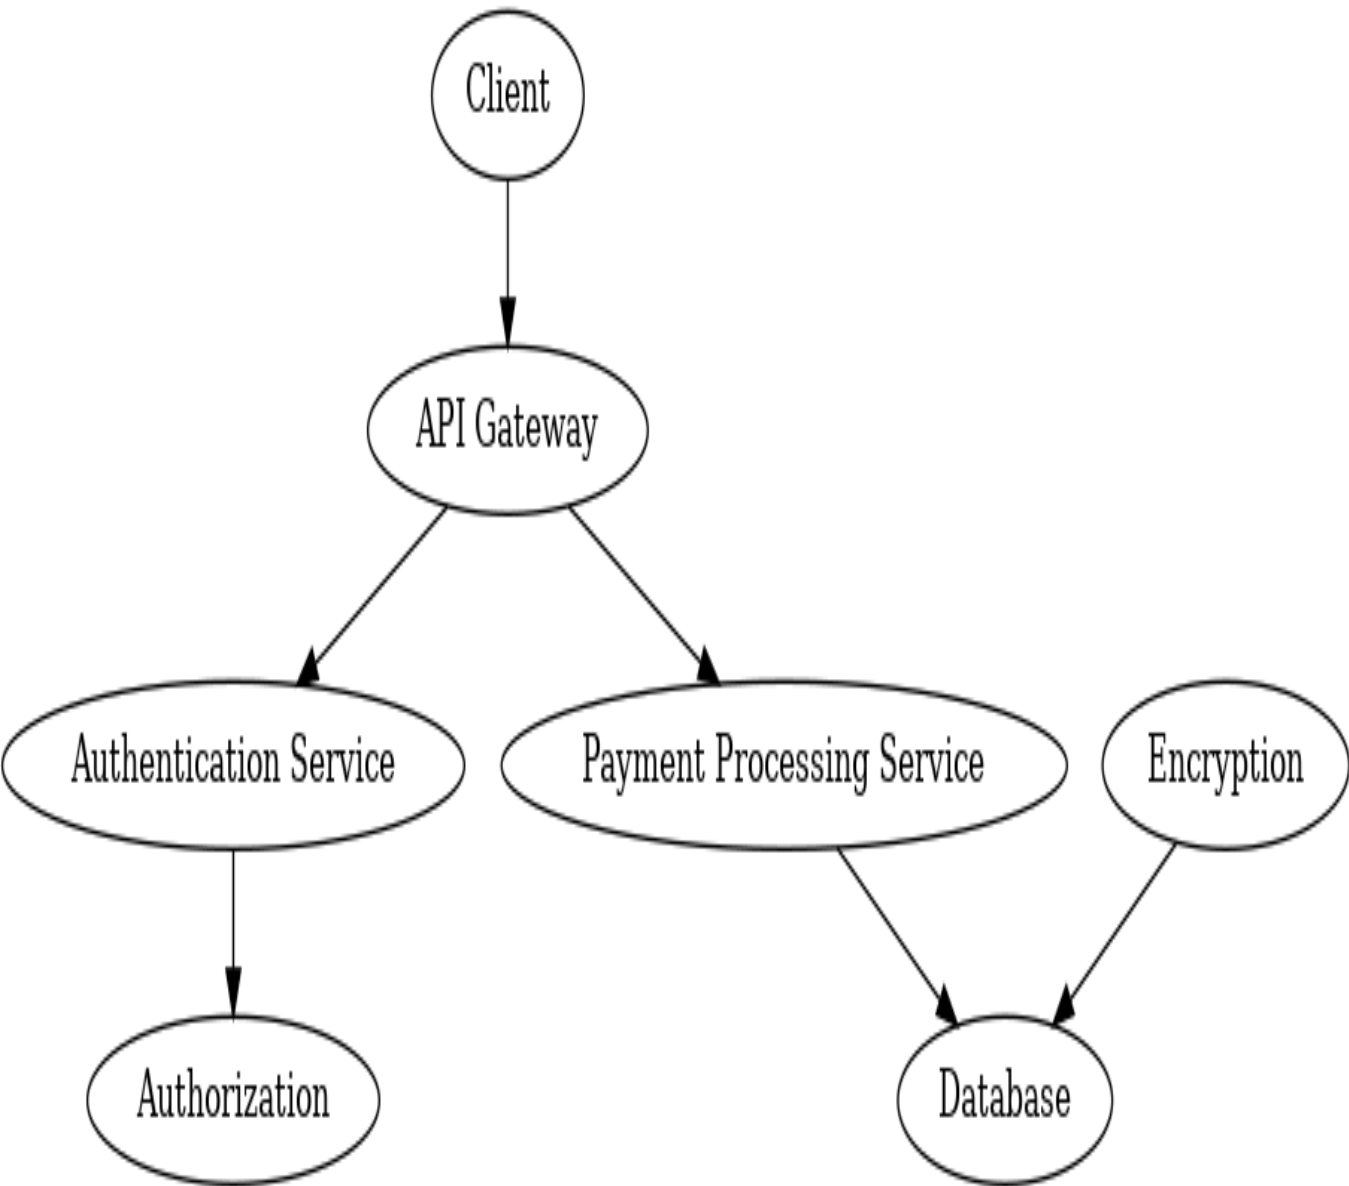 Client
API Gateway
Authentication Service
Payment Processing Service
Encryption
Authorization
Database